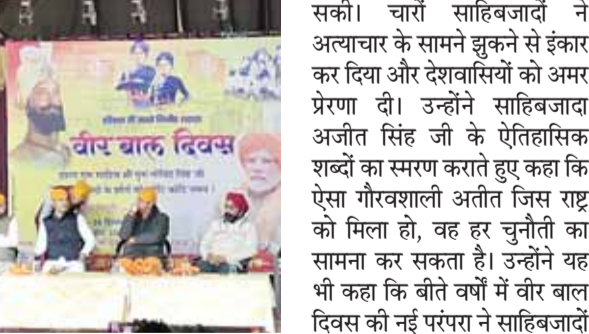 वीर बाल दिवस
सकी। चारों साहिबजादों ने
अत्याचार के सामने झुकने से इंकार
कर दिया और देशवासियों को अमर
प्रेरणा दी। उन्होंने साहिबजादा
अजीत सिंह जी के ऐतिहासिक
शब्दों का स्मरण कराते हुए कहा कि
ऐसा गौरवशाली अतीत जिस राष्ट्र
को मिला हो, वह हर चुनौती का
सामना कर सकता है। उन्होंने यह
भी कहा कि बीते वर्षों में वीर बाल
दिवस की नई परंपरा ने साहिबजादों